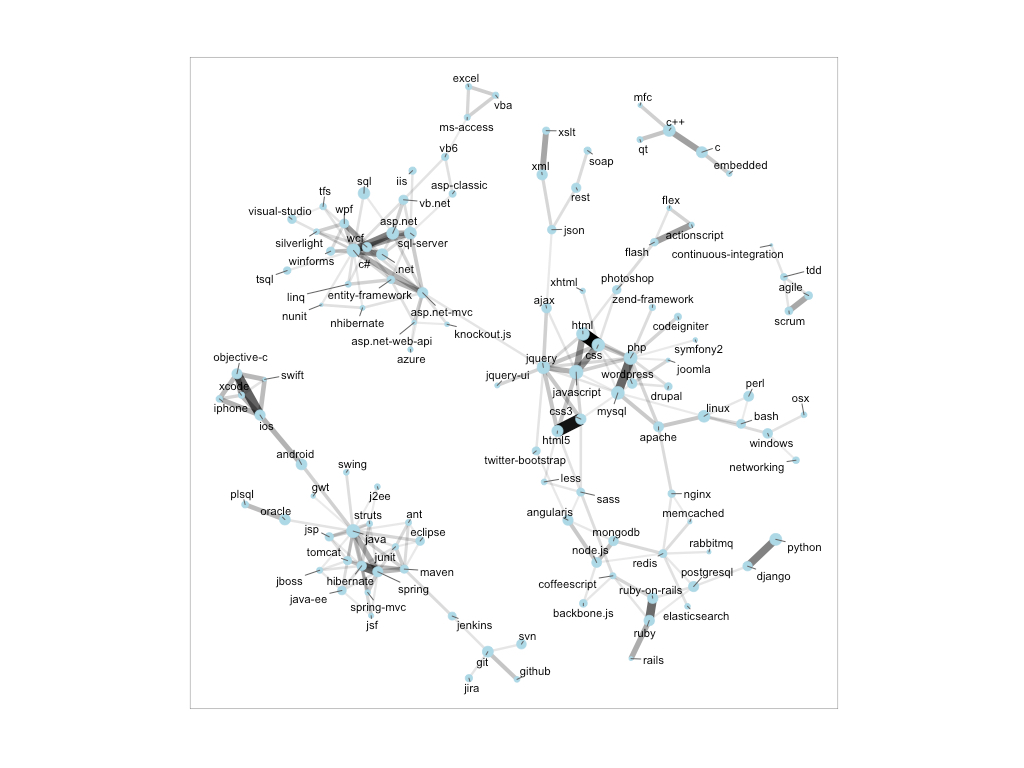 excel
vba
mfc
c++
ms-access
xslt
c
qt
vb6
xml
soap
embedded
sql
iis
asp-classic
tfs
rest
flex
vb.net
visual-studio
wpf
asp.net
json
actionscript
wcf
silverlight
sql-server
flash
continuous-integration
winforms
c#
.net
tdd
tsql
photoshop
xhtml
agile
linq
entity-framework
ajax
zend-framework
nunit
nhibernate
asp.net-mvc
scrum
html
codeigniter
knockout.js
asp.net-web-api
php
symfony2
azure
css
objective-c
jquery
joomla
swift
jquery-ui
wordpress
xcode
javascript
drupal
perl
osx
iphone
css3
mysql
linux
bash
ios
html5
apache
windows
android
twitter-bootstrap
swing
networking
less
gwt
plsql
j2ee
sass
nginx
oracle
struts
ant
angularjs
memcached
jsp
java
eclipse
mongodb
tomcat
junit
node.js
rabbitmq
python
redis
jboss
hibernate
maven
coffeescript
postgresql
django
java-ee
spring
ruby-on-rails
spring-mvc
backbone.js
elasticsearch
jsf
jenkins
svn
ruby
git
rails
github
jira